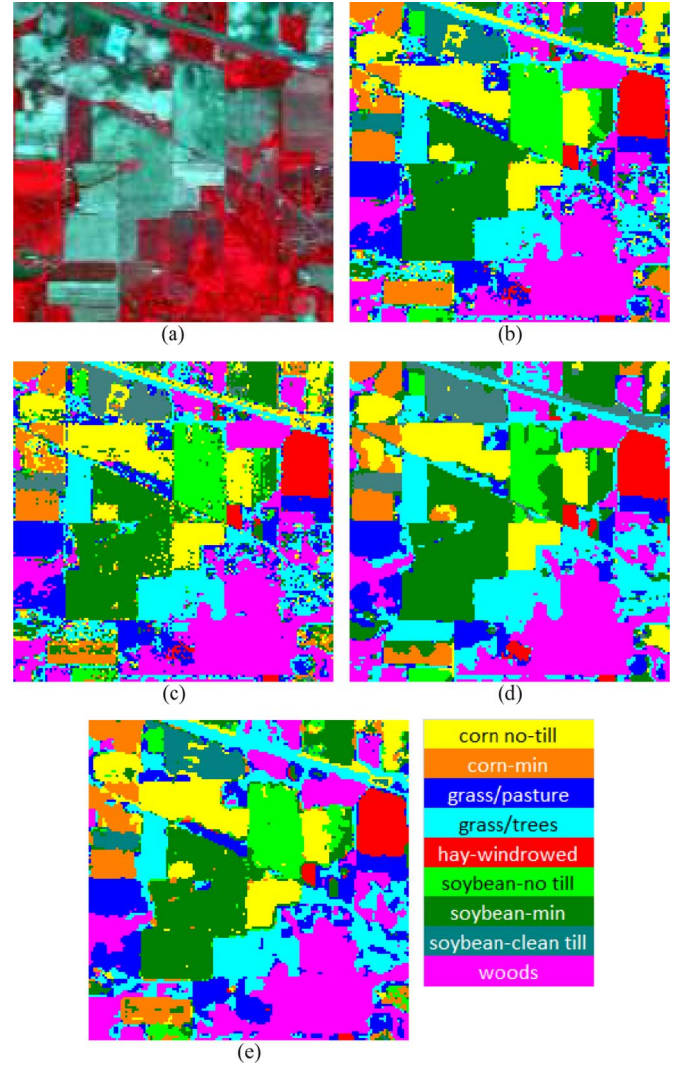 (a)
(b)
(c)
(d)
corn no-till
corn-min
grass/pasture
grass/trees
hay-windrowed
soybean-no till
soybean-min
soybean-clean till
woods
(e)